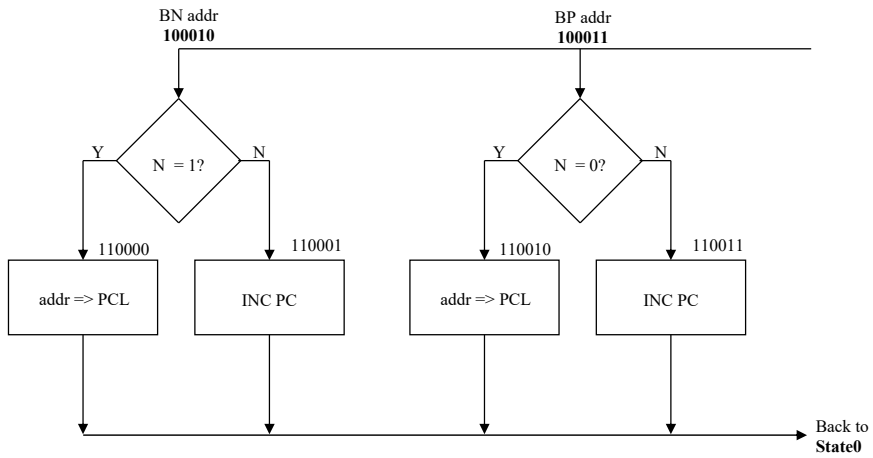 BN addr
100010
BP addr
100011
Y
N = 1?
N
Y
N = 0?
N
110000
110001
110010
110011
addr => PCL
INC PC
addr => PCL
INC PC
Back to
State0